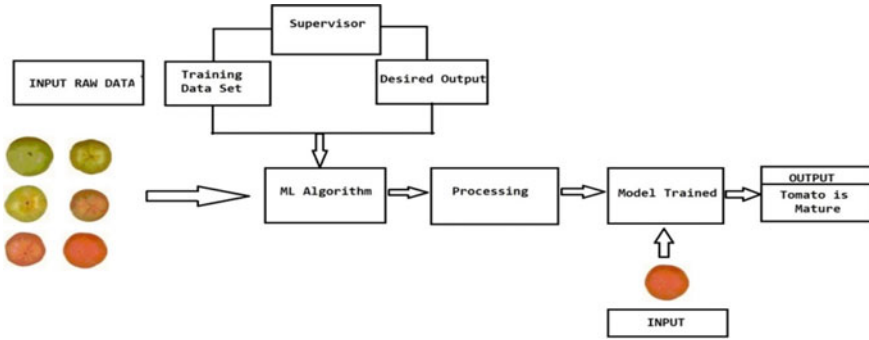 Supervisor
Training
Data Set
Desired Output
INPUT RAW DATA
ML Algorithm
Processing
Model Trained
OUTPUT
Tomato is
Mature
INPUT